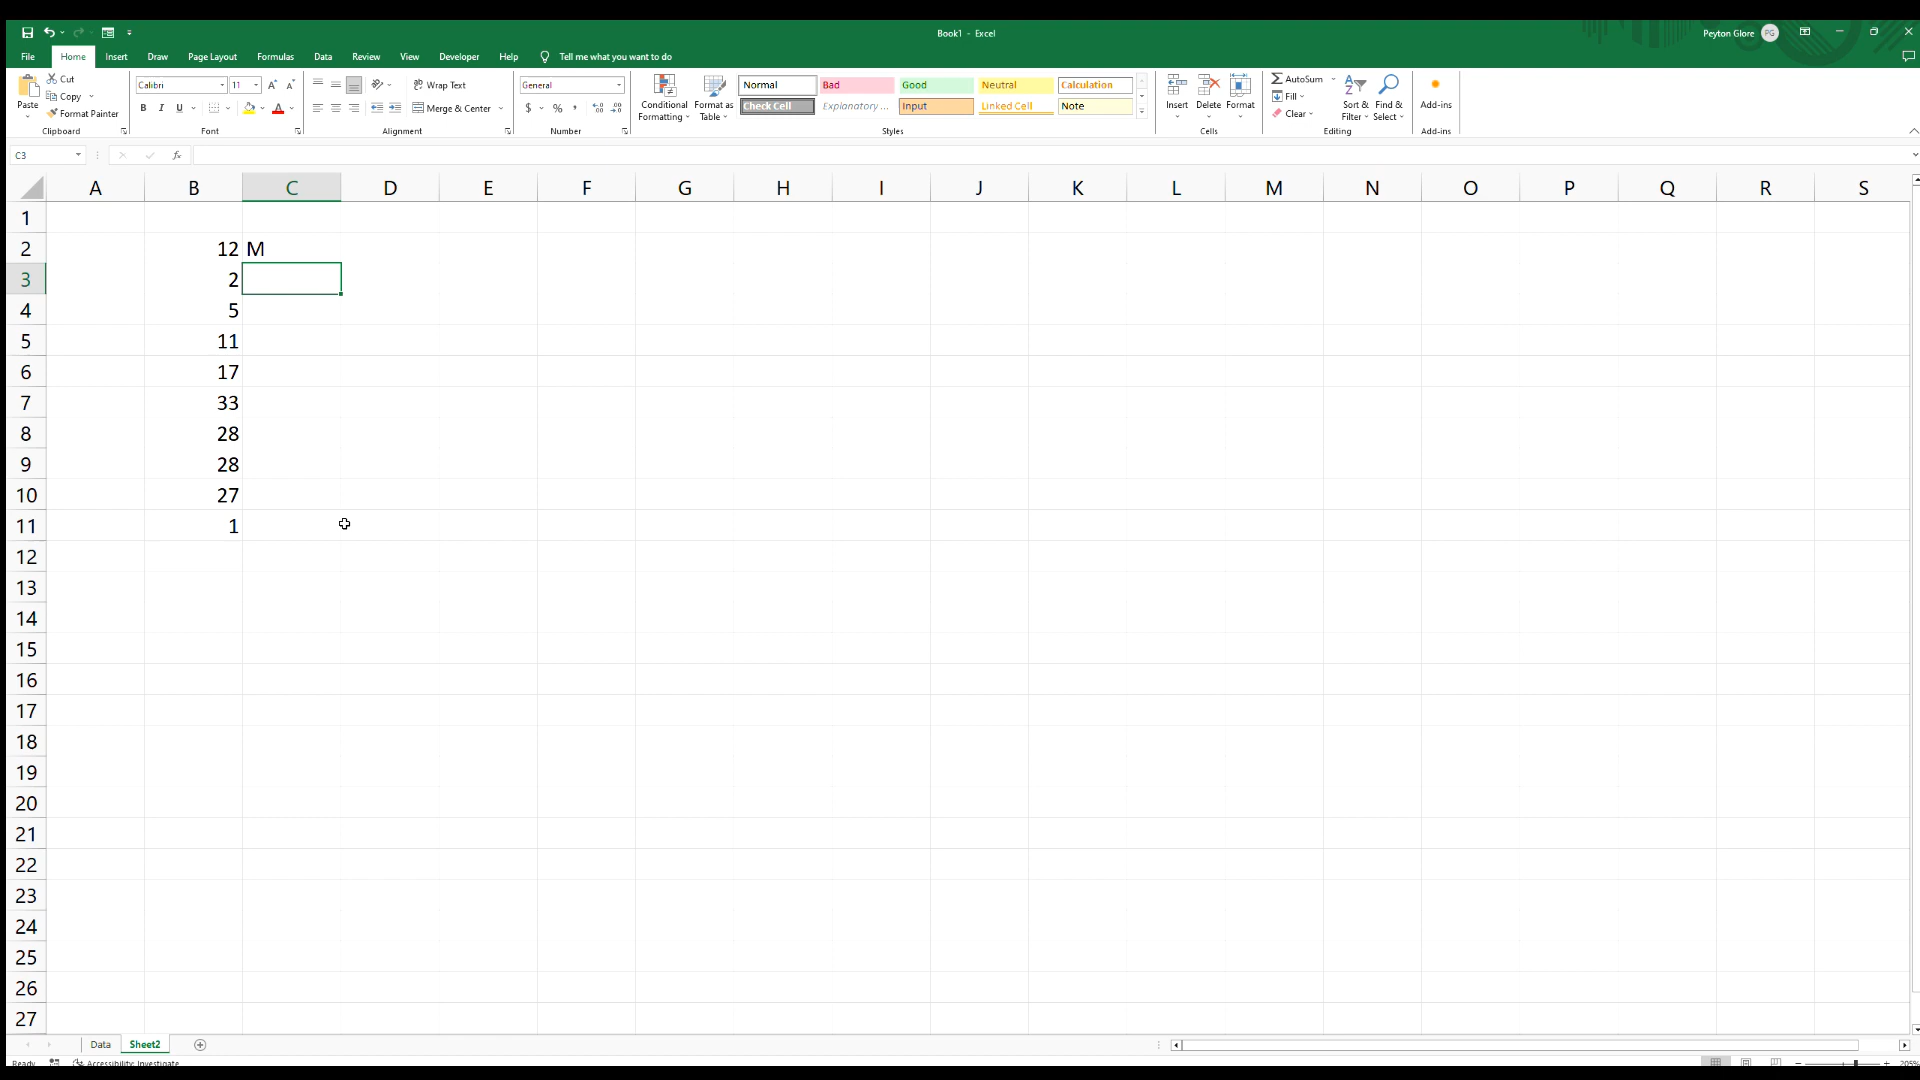 Book1 - Excel
Peyton Glore PG
File Home Insert Draw Page Layout Formulas Data Review View Developer Help Tell me what you want to do
Paste Cut Copy Format Painter Clipboard
Calibri 11 B I U Font
Wrap Text Merge & Center Alignment
General $ % , Number
Conditional Formatting Format as Table
Normal Bad Good Neutral Calculation
Check Cell Explanatory ... Input Linked Cell Note
Styles
Insert Delete Format Cells
AutoSum Fill Clear Sort & Filter Find & Select Editing
Add-ins Add-ins
C3 fx
A B C D E F G H I J K L M N O P Q R S
1
2 12 M
3 2
4 5
5 11
6 17
7 33
8 28
9 28
10 27
11 1
12
13
14
15
16
17
18
19
20
21
22
23
24
25
26
27
Data Sheet2
Ready Accessibility: Investigate 205%